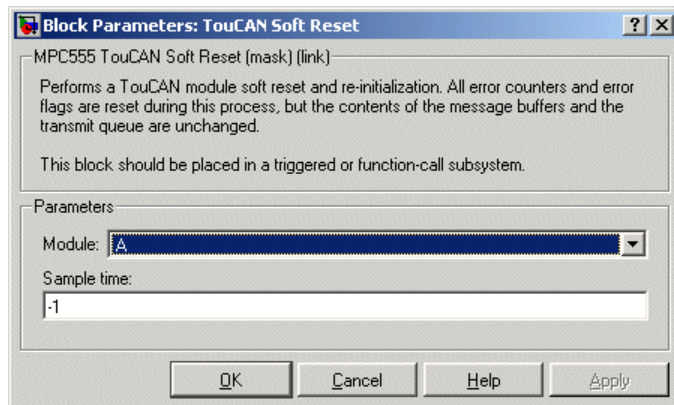 Block Parameters: TouCAN Soft Reset
MPC555 TouCAN Soft Reset (mask) (link)
Performs a TouCAN module soft reset and re-initialization. All error counters and error
flags are reset during this process, but the contents of the message buffers and the
transmit queue are unchanged.
This block should be placed in a triggered or function-call subsystem.
Parameters
Module: A
Sample time:
-1
OK Cancel Help Apply